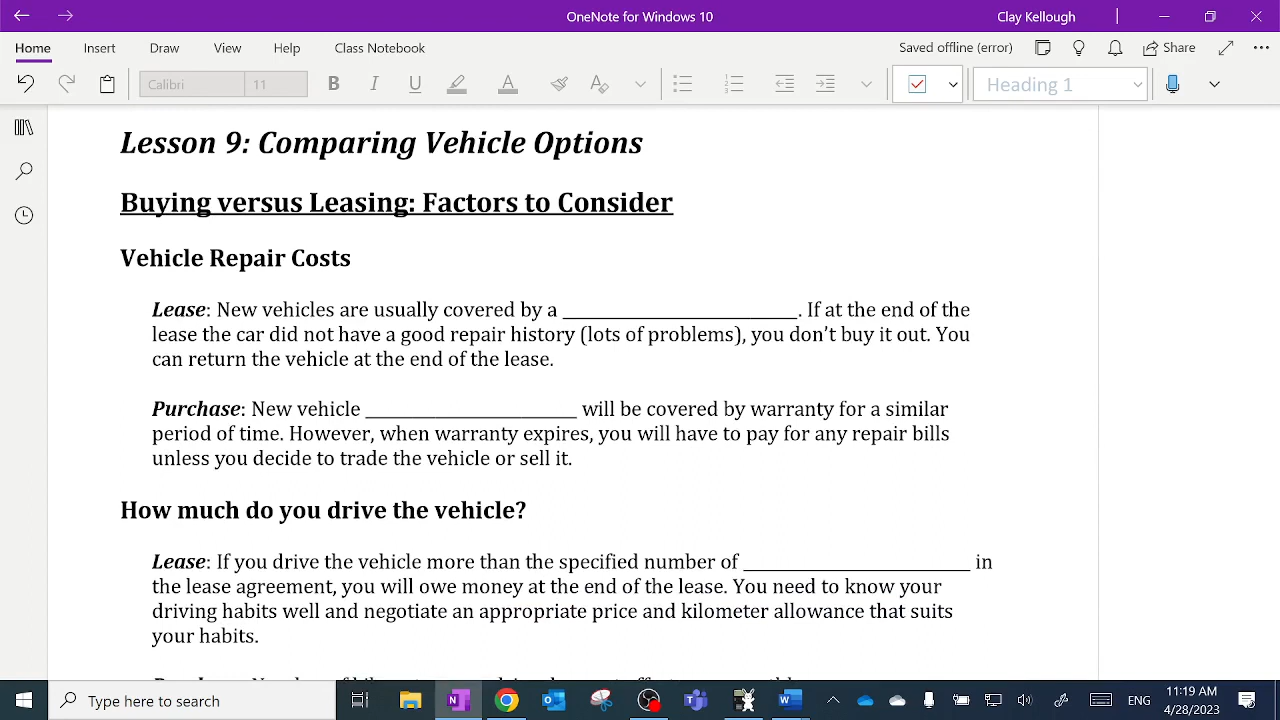 OneNote for Windows 10
Clay Kellough
Home Insert Draw View Help Class Notebook
Saved offline (error)
Share
Calibri 11
B I U A A
Heading 1
Lesson 9: Comparing Vehicle Options
Buying versus Leasing: Factors to Consider
Vehicle Repair Costs
Lease: New vehicles are usually covered by a _________________________. If at the end of the
lease the car did not have a good repair history (lots of problems), you don’t buy it out. You
can return the vehicle at the end of the lease.
Purchase: New vehicle ______________________ will be covered by warranty for a similar
period of time. However, when warranty expires, you will have to pay for any repair bills
unless you decide to trade the vehicle or sell it.
How much do you drive the vehicle?
Lease: If you drive the vehicle more than the specified number of ________________________ in
the lease agreement, you will owe money at the end of the lease. You need to know your
driving habits well and negotiate an appropriate price and kilometer allowance that suits
your habits.
Type here to search
ENG
11:19 AM
4/28/2023